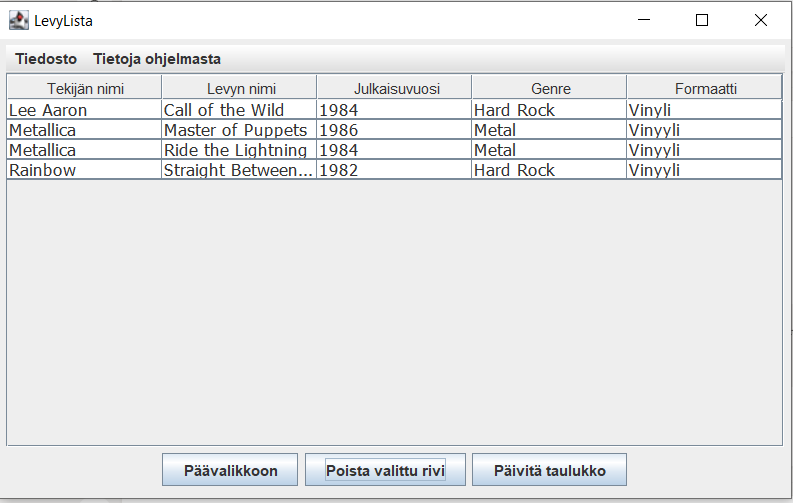 LevyLista
Tiedosto Tietoja ohjelmasta
Tekijän nimi Levyn nimi Julkaisuvuosi Genre Formaatti
Lee Aaron Call of the Wild 1984 Hard Rock Vinyli
Metallica Master of Puppets 1986 Metal Vinyyli
Metallica Ride the Lightning 1984 Metal Vinyyli
Rainbow Straight Between... 1982 Hard Rock Vinyyli
Päävalikkoon Poista valittu rivi Päivitä taulukko